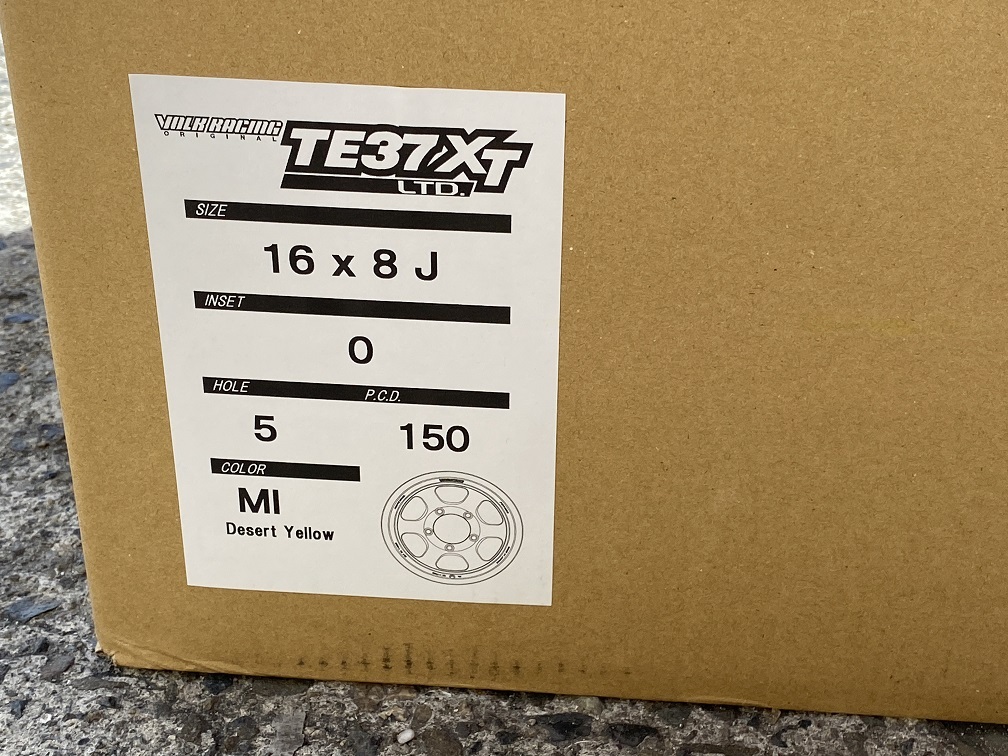 VOLK RACING
ORIGINAL
TE37XT
LTD.
SIZE
16 x 8 J
INSET
0
HOLE P.C.D.
5 150
COLOR
MI
Desert Yellow